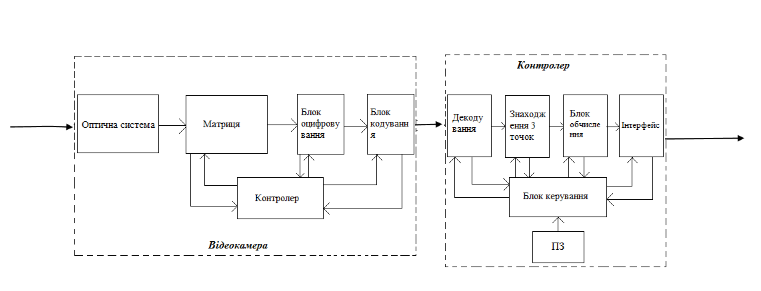 Контролер
Оптична система
Матриця
Блок
оцифрову
вання
Блок
кодуванн
я
Декоду
вання
Знаходж
ення 3
точок
Блок
обчисле
ння
Інтерфейс
Контролер
Блок керування
Відеокамера
ПЗ